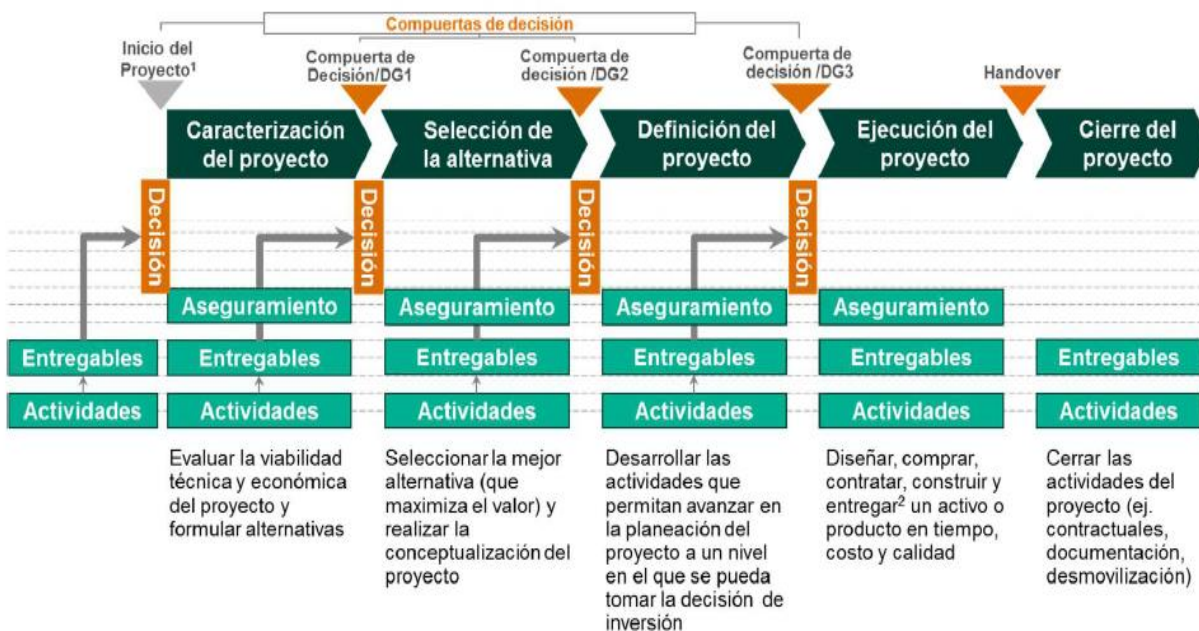 Compuertas de decisión
Inicio del
Proyecto¹
Compuerta de
Decisión/DG1
Compuerta de
decisión /DG2
Compuerta de
decisión /DG3
Handover
Caracterización
del proyecto
Selección de
la alternativa
Definición del
proyecto
Ejecución del
proyecto
Cierre del
proyecto
Decisión
Decisión
Decisión
Decisión
Aseguramiento
Aseguramiento
Aseguramiento
Aseguramiento
Entregables
Entregables
Entregables
Entregables
Entregables
Entregables
Actividades
Actividades
Actividades
Actividades
Actividades
Actividades
Evaluar la viabilidad
técnica y económica
del proyecto y
formular alternativas
Seleccionar la mejor
alternativa (que
maximiza el valor) y
realizar la
conceptualización del
proyecto
Desarrollar las
actividades que
permitan avanzar en
la planeación del
proyecto a un nivel
en el que se pueda
tomar la decisión de
inversión
Diseñar, comprar,
contratar, construir y
entregar² un activo o
producto en tiempo,
costo y calidad
Cerrar las
actividades del
proyecto (ej.
contractuales,
documentación,
desmovilización)